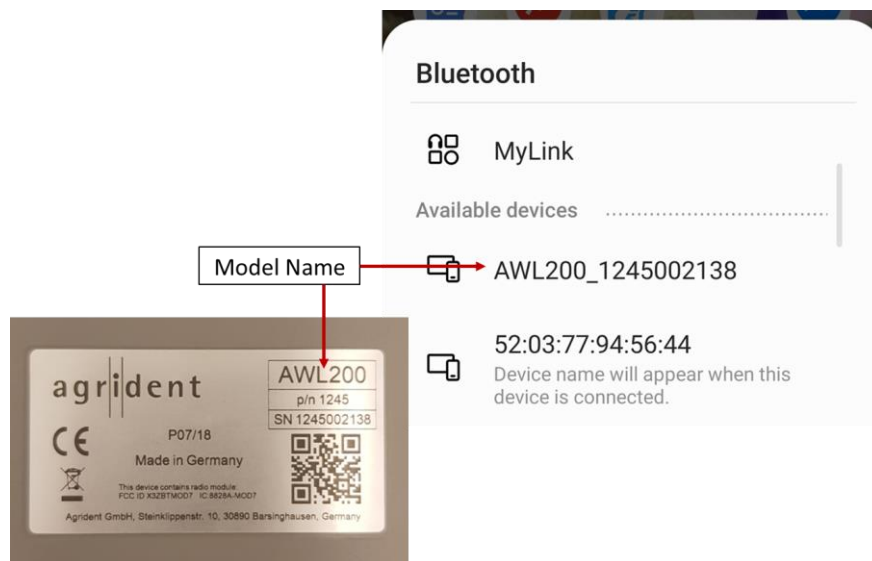 Bluetooth
MyLink
Available devices
Model Name
AWL200_1245002138
52:03:77:94:56:44
Device name will appear when this
device is connected.
agrident
AWL200
p/n 1245
SN 1245002138
P07/18
Made in Germany
This device contains radio module:
FCC ID X3ZBTMOD7 IC:8828A-MOD7
Agrident GmbH, Steinklippenstr. 10, 30890 Barsinghausen, Germany